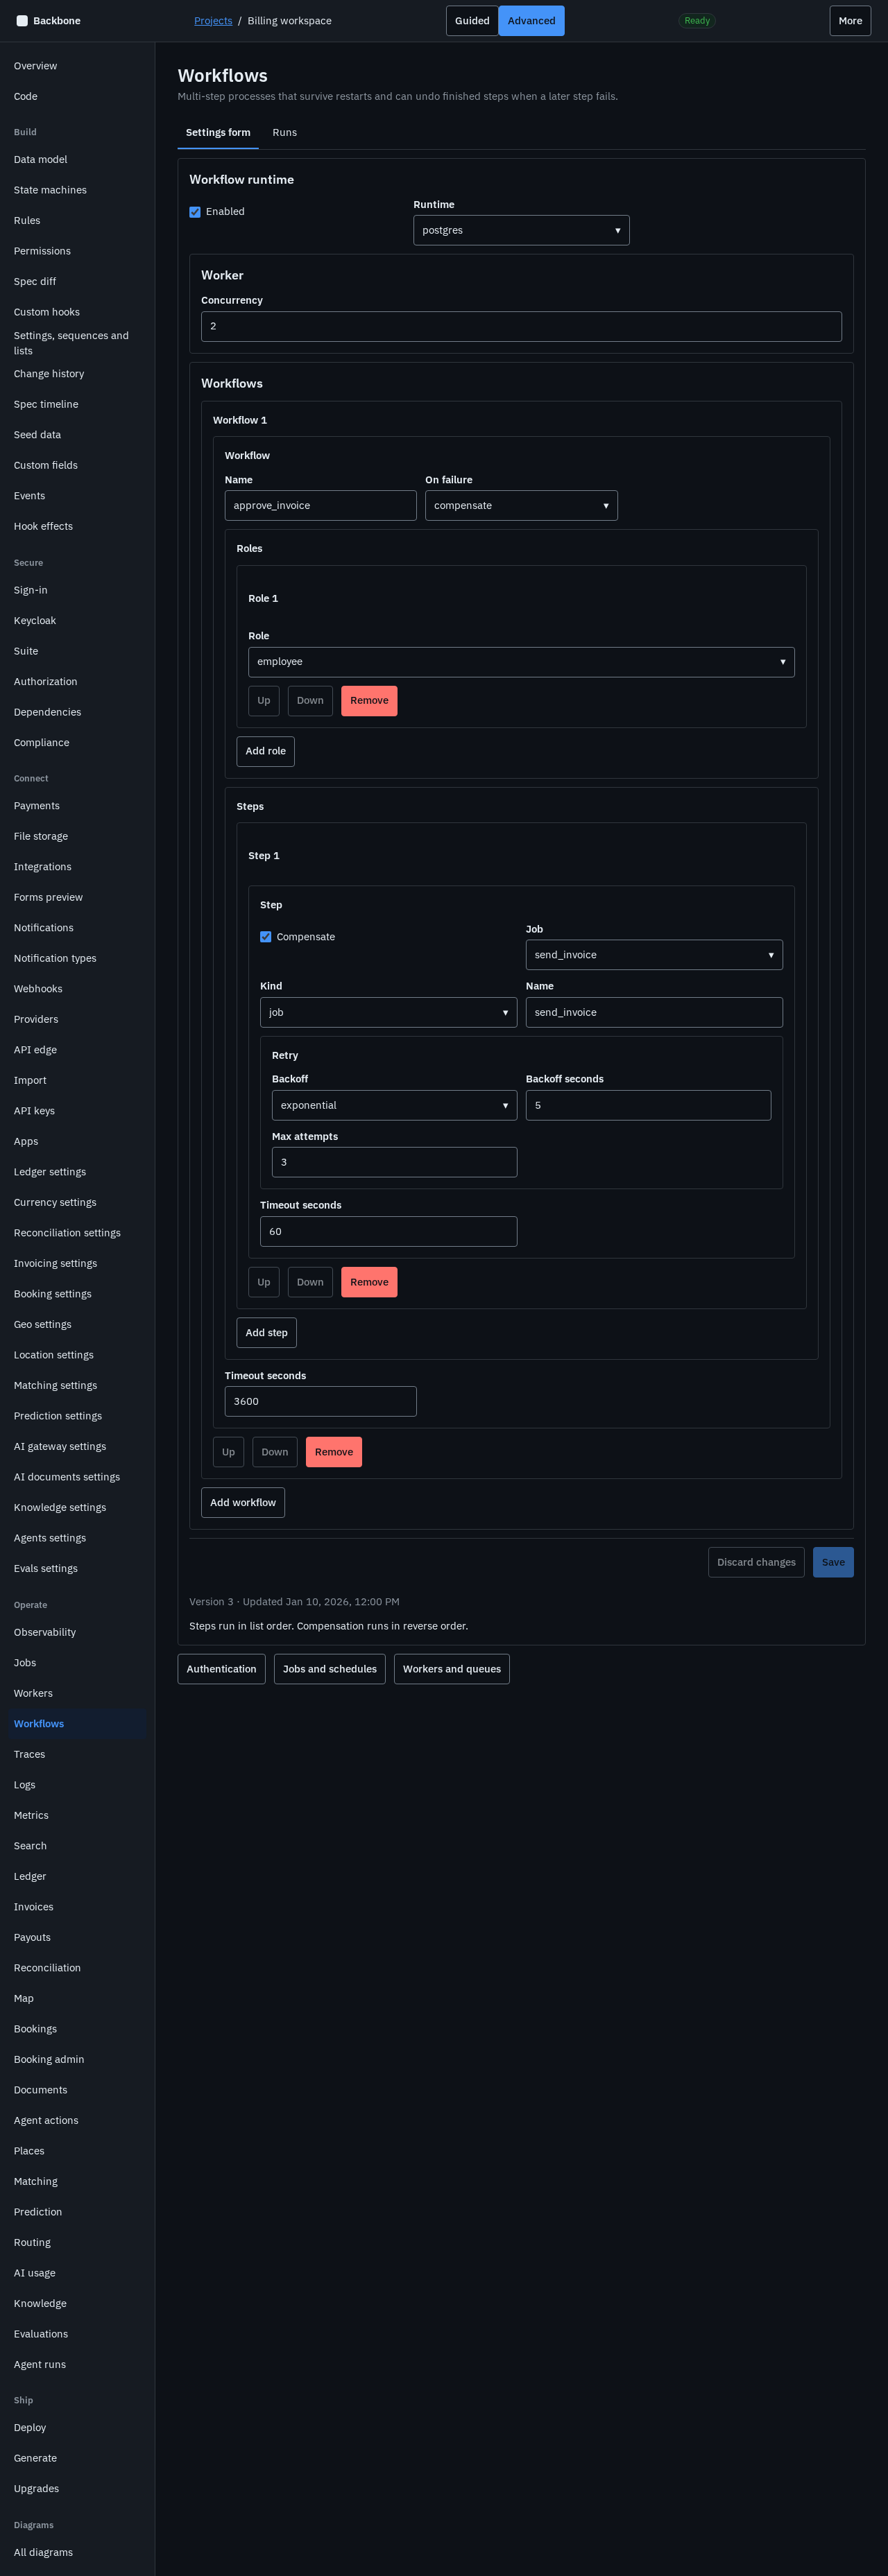 Backbone
Projects / Billing workspace
Guided
Advanced
Ready
More
Overview
Code
Build
Data model
State machines
Rules
Permissions
Spec diff
Custom hooks
Settings, sequences and
lists
Change history
Spec timeline
Seed data
Custom fields
Events
Hook effects
Secure
Sign-in
Keycloak
Suite
Authorization
Dependencies
Compliance
Connect
Payments
File storage
Integrations
Forms preview
Notifications
Notification types
Webhooks
Providers
API edge
Import
API keys
Apps
Ledger settings
Currency settings
Reconciliation settings
Invoicing settings
Booking settings
Geo settings
Location settings
Matching settings
Prediction settings
AI gateway settings
AI documents settings
Knowledge settings
Agents settings
Evals settings
Operate
Observability
Jobs
Workers
Workflows
Traces
Logs
Metrics
Search
Ledger
Invoices
Payouts
Reconciliation
Map
Bookings
Booking admin
Documents
Agent actions
Places
Matching
Prediction
Routing
AI usage
Knowledge
Evaluations
Agent runs
Ship
Deploy
Generate
Upgrades
Diagrams
All diagrams
Workflows
Multi-step processes that survive restarts and can undo finished steps when a later step fails.
Settings form
Runs
Workflow runtime
Enabled
Runtime
postgres
Worker
Concurrency
2
Workflows
Workflow 1
Workflow
Name
On failure
approve_invoice
compensate
Roles
Role 1
Role
employee
Up
Down
Remove
Add role
Steps
Step 1
Step
Compensate
Job
send_invoice
Kind
Name
job
send_invoice
Retry
Backoff
Backoff seconds
exponential
5
Max attempts
3
Timeout seconds
60
Up
Down
Remove
Add step
Timeout seconds
3600
Up
Down
Remove
Add workflow
Discard changes
Save
Version 3 · Updated Jan 10, 2026, 12:00 PM
Steps run in list order. Compensation runs in reverse order.
Authentication
Jobs and schedules
Workers and queues